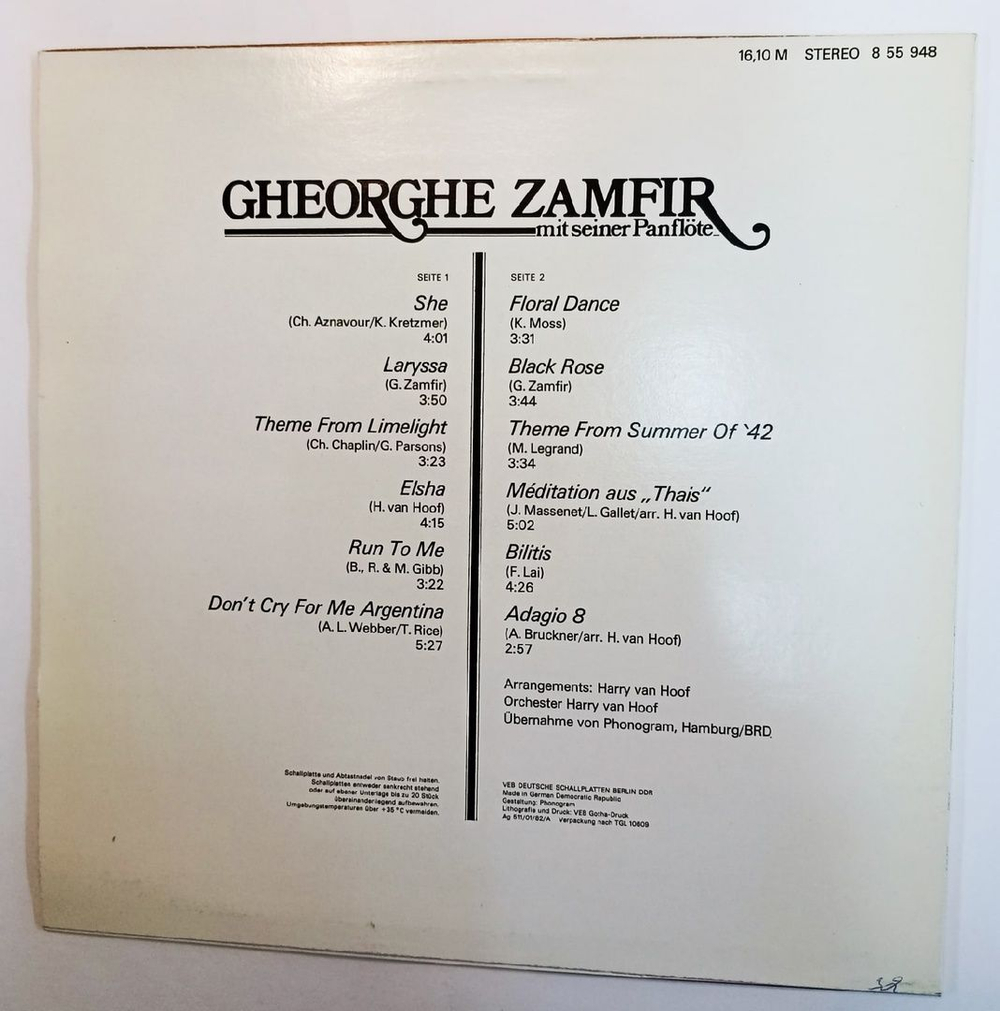 16,10 M STEREO 8 55 948
GHEORGHE ZAMFIR
mit seiner Panflöte
SEITE 1
She
(Ch. Aznavour/K. Kretzmer)
4:01
Laryssa
(G. Zamfir)
3:50
Theme From Limelight
(Ch. Chaplin/G. Parsons)
3:23
Elsha
(H. van Hoof)
4:15
Run To Me
(B., R. & M. Gibb)
3:22
Don't Cry For Me Argentina
(A. L. Webber/T. Rice)
5:27
Schallplatte und Abtastnadel von Staub frei halten.
Schallplatten entweder senkrecht stehend
oder auf ebener Unterlage bis zu 20 Stück
übereinanderliegend aufbewahren.
Umgebungstemperaturen über +35 °C vermeiden.
SEITE 2
Floral Dance
(K. Moss)
3:31
Black Rose
(G. Zamfir)
3:44
Theme From Summer Of '42
(M. Legrand)
3:34
Méditation aus „Thais“
(J. Massenet/L. Gallet/arr. H. van Hoof)
5:02
Bilitis
(F. Lai)
4:26
Adagio 8
(A. Bruckner/arr. H. van Hoof)
2:57
Arrangements: Harry van Hoof
Orchester Harry van Hoof
Übernahme von Phonogram, Hamburg/BRD
VEB DEUTSCHE SCHALLPLATTEN BERLIN DDR
Made in German Democratic Republic
Gestaltung: Phonogram
Lithografie und Druck: VEB Gotha-Druck
Ag 511/01/82/A Verpackung nach TGL 10609